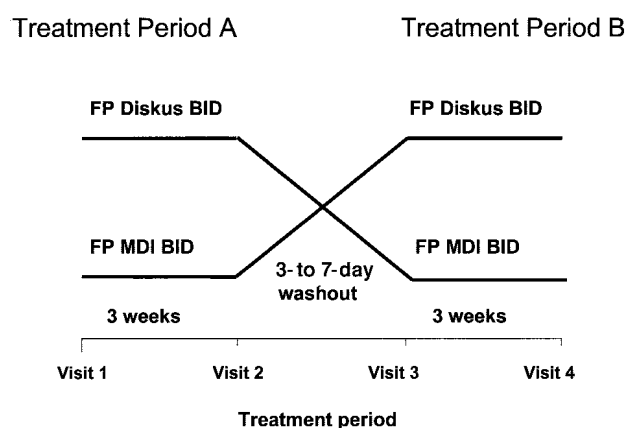 Treatment Period A
Treatment Period B
FP Diskus BID
FP Diskus BID
FP MDI BID
3- to 7-day
washout
FP MDI BID
3 weeks
3 weeks
Visit 1
Visit 2
Visit 3
Visit 4
Treatment period